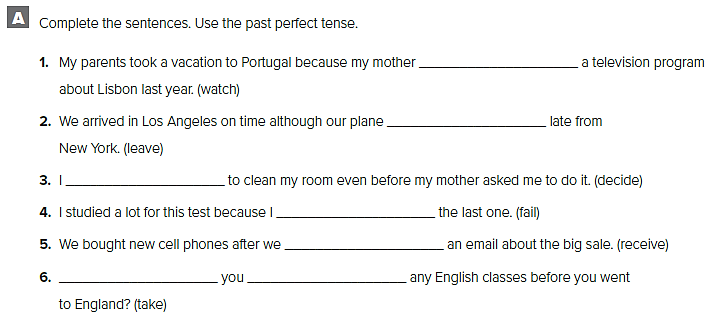 A Complete the sentences. Use the past perfect tense.
1. My parents took a vacation to Portugal because my mother ____________________ a television program
about Lisbon last year. (watch)
2. We arrived in Los Angeles on time although our plane ____________________ late from
New York. (leave)
3. I ____________________ to clean my room even before my mother asked me to do it. (decide)
4. I studied a lot for this test because I ____________________ the last one. (fail)
5. We bought new cell phones after we ____________________ an email about the big sale. (receive)
6. ____________________ you ____________________ any English classes before you went
to England? (take)